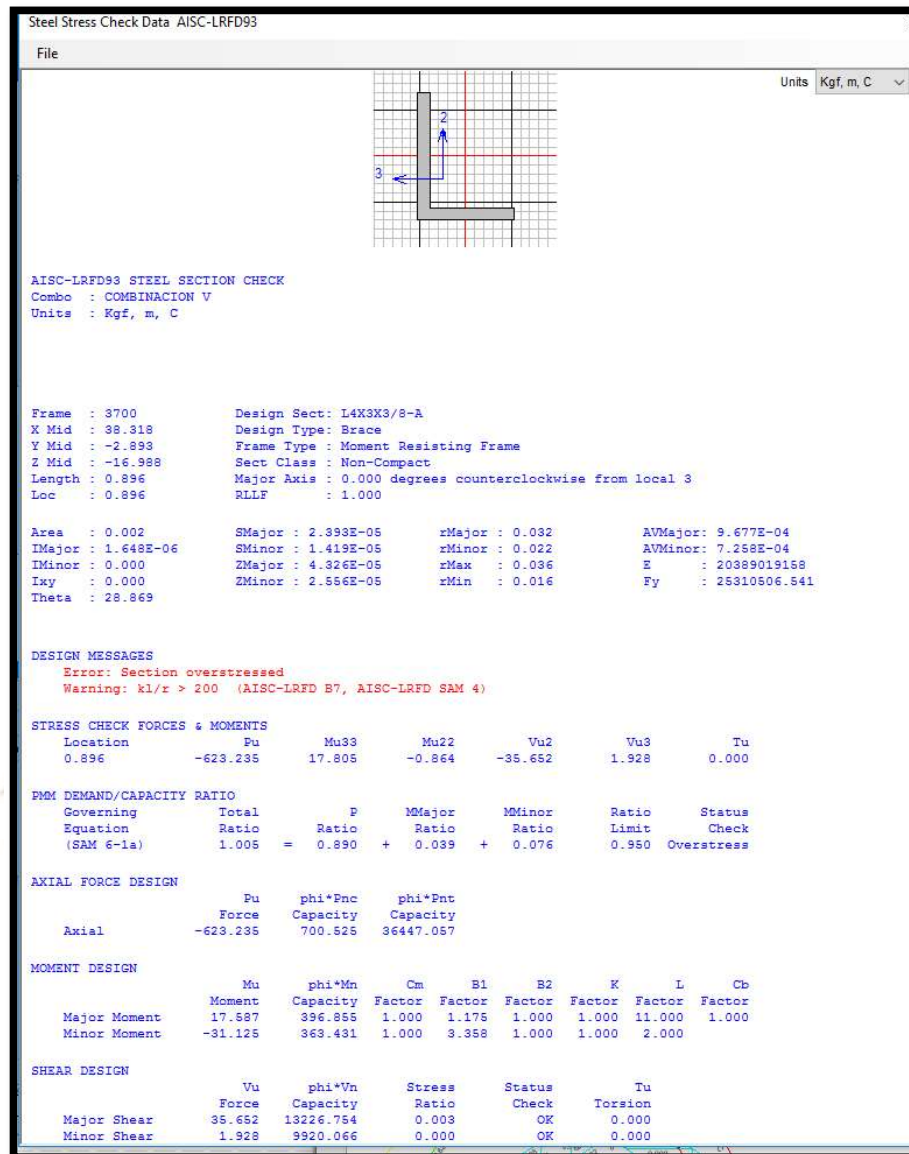 Steel Stress Check Data AISC-LRFD93
File
Units Kgf, m, C
2
3
AISC-LRFD93 STEEL SECTION CHECK
Combo : COMBINACION V
Units : Kgf, m, C
Frame : 3700 Design Sect: L4X3X3/8-A
X Mid : 38.318 Design Type: Brace
Y Mid : -2.893 Frame Type : Moment Resisting Frame
Z Mid : -16.988 Sect Class : Non-Compact
Length : 0.896 Major Axis : 0.000 degrees counterclockwise from local 3
Loc : 0.896 RLLF : 1.000
Area : 0.002 SMajor : 2.393E-05 rMajor : 0.032 AVMajor: 9.677E-04
IMajor : 1.648E-06 SMinor : 1.419E-05 rMinor : 0.022 AVMinor: 7.258E-04
IMinor : 0.000 ZMajor : 4.326E-05 rMax : 0.036 E : 20389019158
Ixy : 0.000 ZMinor : 2.556E-05 rMin : 0.016 Fy : 25310506.541
Theta : 28.869
DESIGN MESSAGES
Error: Section overstressed
Warning: kl/r > 200 (AISC-LRFD B7, AISC-LRFD SAM 4)
STRESS CHECK FORCES & MOMENTS
Location Pu Mu33 Mu22 Vu2 Vu3 Tu
0.896 -623.235 17.805 -0.864 -35.652 1.928 0.000
PMM DEMAND/CAPACITY RATIO
Governing Total P MMajor MMinor Ratio Status
Equation Ratio Ratio Ratio Ratio Limit Check
(SAM 6-1a) 1.005 = 0.890 + 0.039 + 0.076 0.950 Overstress
AXIAL FORCE DESIGN
Pu phi*Pnc phi*Pnt
Force Capacity Capacity
Axial -623.235 700.525 36447.057
MOMENT DESIGN
Mu phi*Mn Cm B1 B2 K L Cb
Moment Capacity Factor Factor Factor Factor Factor Factor
Major Moment 17.587 396.855 1.000 1.175 1.000 1.000 11.000 1.000
Minor Moment -31.125 363.431 1.000 3.358 1.000 1.000 2.000
SHEAR DESIGN
Vu phi*Vn Stress Status Tu
Force Capacity Ratio Check Torsion
Major Shear 35.652 13226.754 0.003 OK 0.000
Minor Shear 1.928 9920.066 0.000 OK 0.000